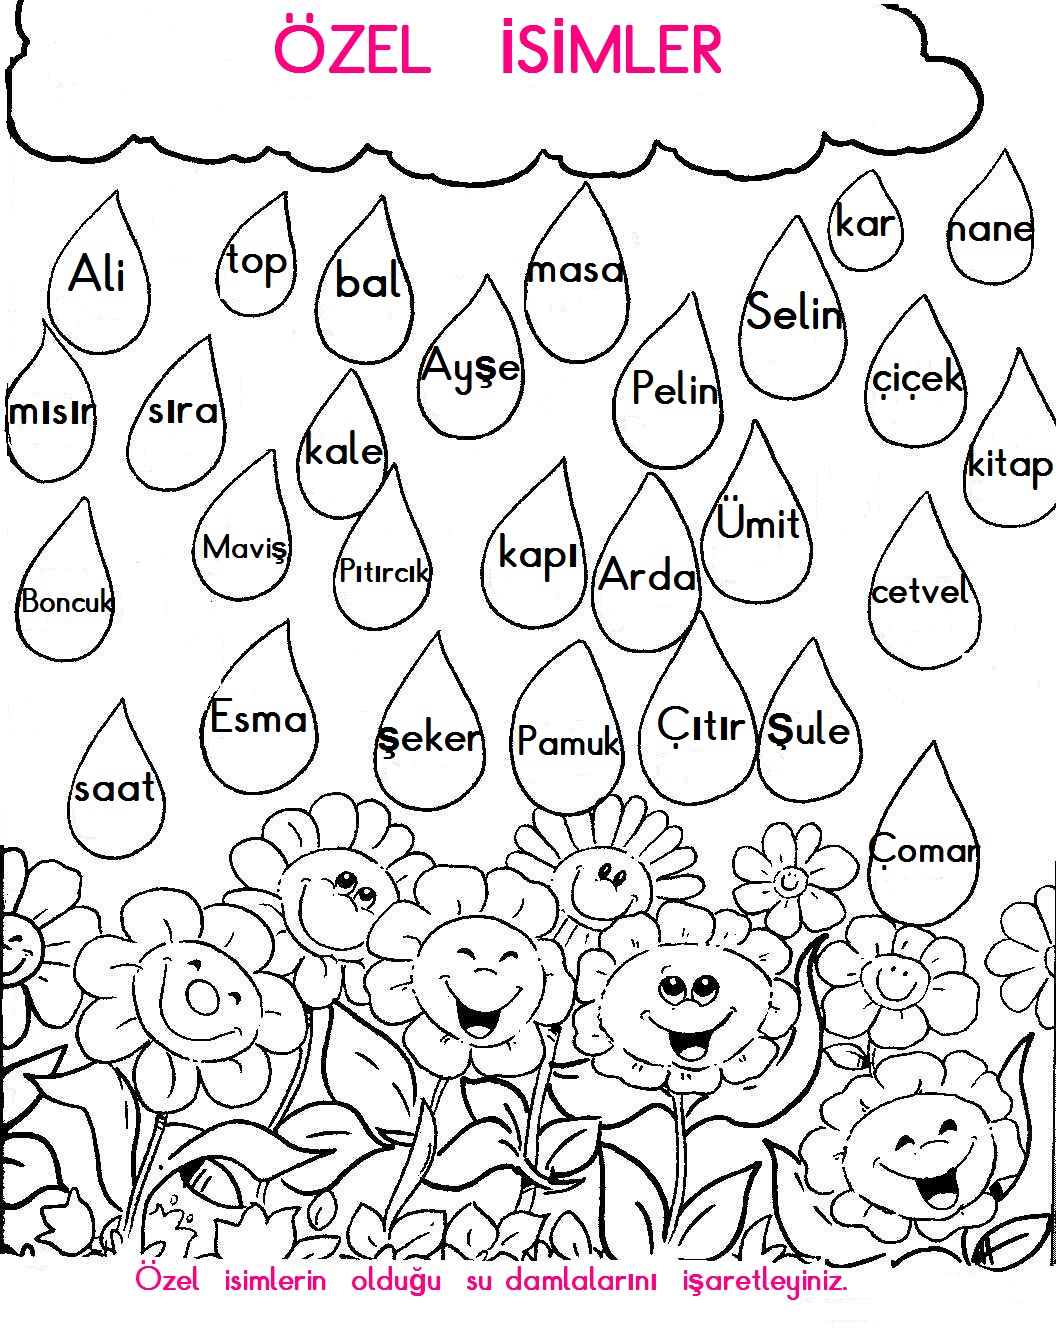 ÖZEL İSİMLER
kar
nane
Ali
top
bal
masa
Selin
Ayşe
Pelin
çiçek
mısır
sıra
kale
kitap
Maviş
Pıtırcık
kapı
Arda
Ümit
cetvel
Boncuk
Esma
şeker
Pamuk
Çıtır
Şule
saat
Çomar
Özel isimlerin olduğu su damlalarını işaretleyiniz.